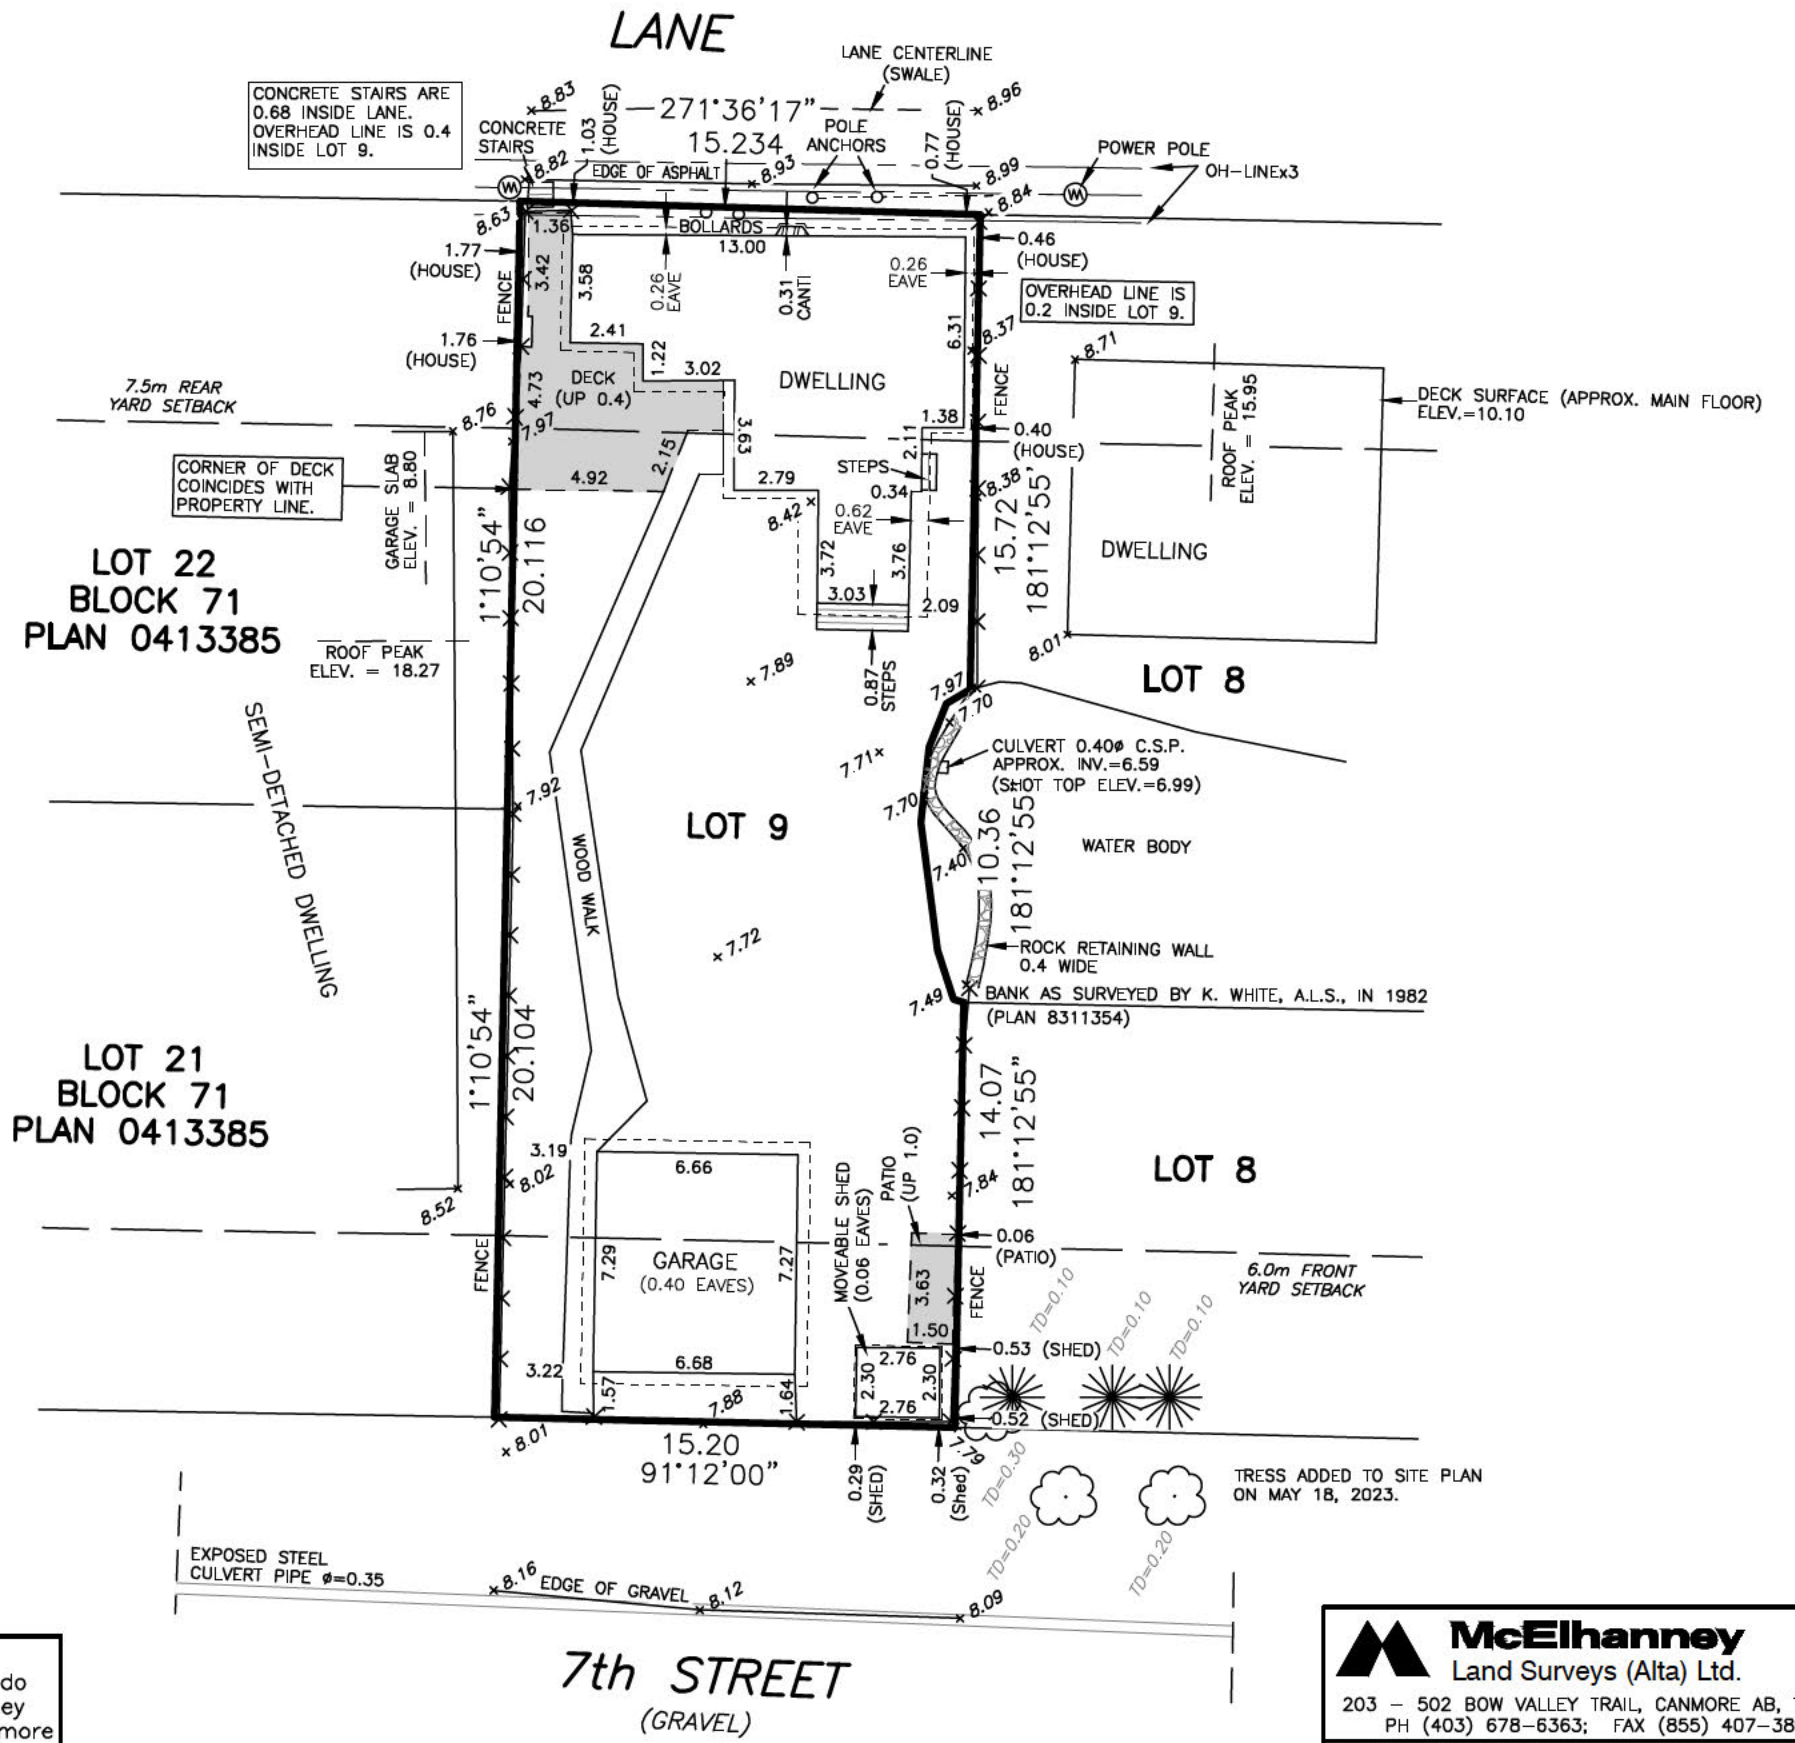 LANE
LANE CENTERLINE
(SWALE)
CONCRETE STAIRS ARE
0.68 INSIDE LANE.
OVERHEAD LINE IS 0.4
INSIDE LOT 9.
8.83
271°36'17"
8.96
CONCRETE
STAIRS
1.03
(HOUSE)
15.234
POLE
ANCHORS
0.77
(HOUSE)
POWER POLE
OH-LINEx3
8.82
EDGE OF ASPHALT
8.93
8.99
8.84
8.63
1.36
BOLLARDS
13.00
0.46
(HOUSE)
1.77
(HOUSE)
FENCE
3.42
3.58
0.26
EAVE
0.31
CANTI
0.26
EAVE
OVERHEAD LINE IS
0.2 INSIDE LOT 9.
1.76
(HOUSE)
2.41
1.22
3.02
6.31
8.37
8.71
7.5m REAR
YARD SETBACK
4.73
DECK
(UP 0.4)
DWELLING
FENCE
ROOF PEAK
ELEV. = 15.95
DECK SURFACE (APPROX. MAIN FLOOR)
ELEV.=10.10
8.76
7.97
3.63
1.38
2.11
0.40
(HOUSE)
CORNER OF DECK
COINCIDES WITH
PROPERTY LINE.
GARAGE SLAB
ELEV. = 8.80
4.92
2.15
2.79
STEPS
0.34
8.38
8.42
0.62
EAVE
1°10'54"
20.116
3.72
3.76
15.72
181°12'55"
DWELLING
LOT 22
BLOCK 71
PLAN 0413385
3.03
2.09
ROOF PEAK
ELEV. = 18.27
8.01
7.89
0.87
STEPS
7.97
7.70
LOT 8
SEMI-DETACHED DWELLING
7.71
CULVERT 0.40ø C.S.P.
APPROX. INV.=6.59
(SHOT TOP ELEV.=6.99)
7.92
7.70
LOT 9
WOOD WALK
7.40
10.36
181°12'55"
WATER BODY
7.72
ROCK RETAINING WALL
0.4 WIDE
7.49
BANK AS SURVEYED BY K. WHITE, A.L.S., IN 1982
(PLAN 8311354)
1°10'54"
20.104
LOT 21
BLOCK 71
PLAN 0413385
14.07
181°12'55"
3.19
6.66
8.02
MOVEABLE SHED
(0.06 EAVES)
PATIO
(UP 1.0)
7.84
LOT 8
8.52
FENCE
7.29
GARAGE
(0.40 EAVES)
7.27
3.63
0.06
(PATIO)
FENCE
6.0m FRONT
YARD SETBACK
TD=0.10
TD=0.10
TD=0.10
1.50
0.53 (SHED)
3.22
6.68
2.76
2.30
2.30
1.57
7.88
1.64
2.76
0.52 (SHED)
8.01
15.20
91°12'00"
0.29
(SHED)
0.32
(Shed)
7.79
TD=0.30
TRESS ADDED TO SITE PLAN
ON MAY 18, 2023.
TD=0.20
TD=0.20
EXPOSED STEEL
CULVERT PIPE ø=0.35
8.16
EDGE OF GRAVEL
8.12
8.09
7th STREET
(GRAVEL)
do
ey
more
McElhanney
Land Surveys (Alta) Ltd.
203 - 502 BOW VALLEY TRAIL, CANMORE AB,
PH (403) 678-6363; FAX (855) 407-38